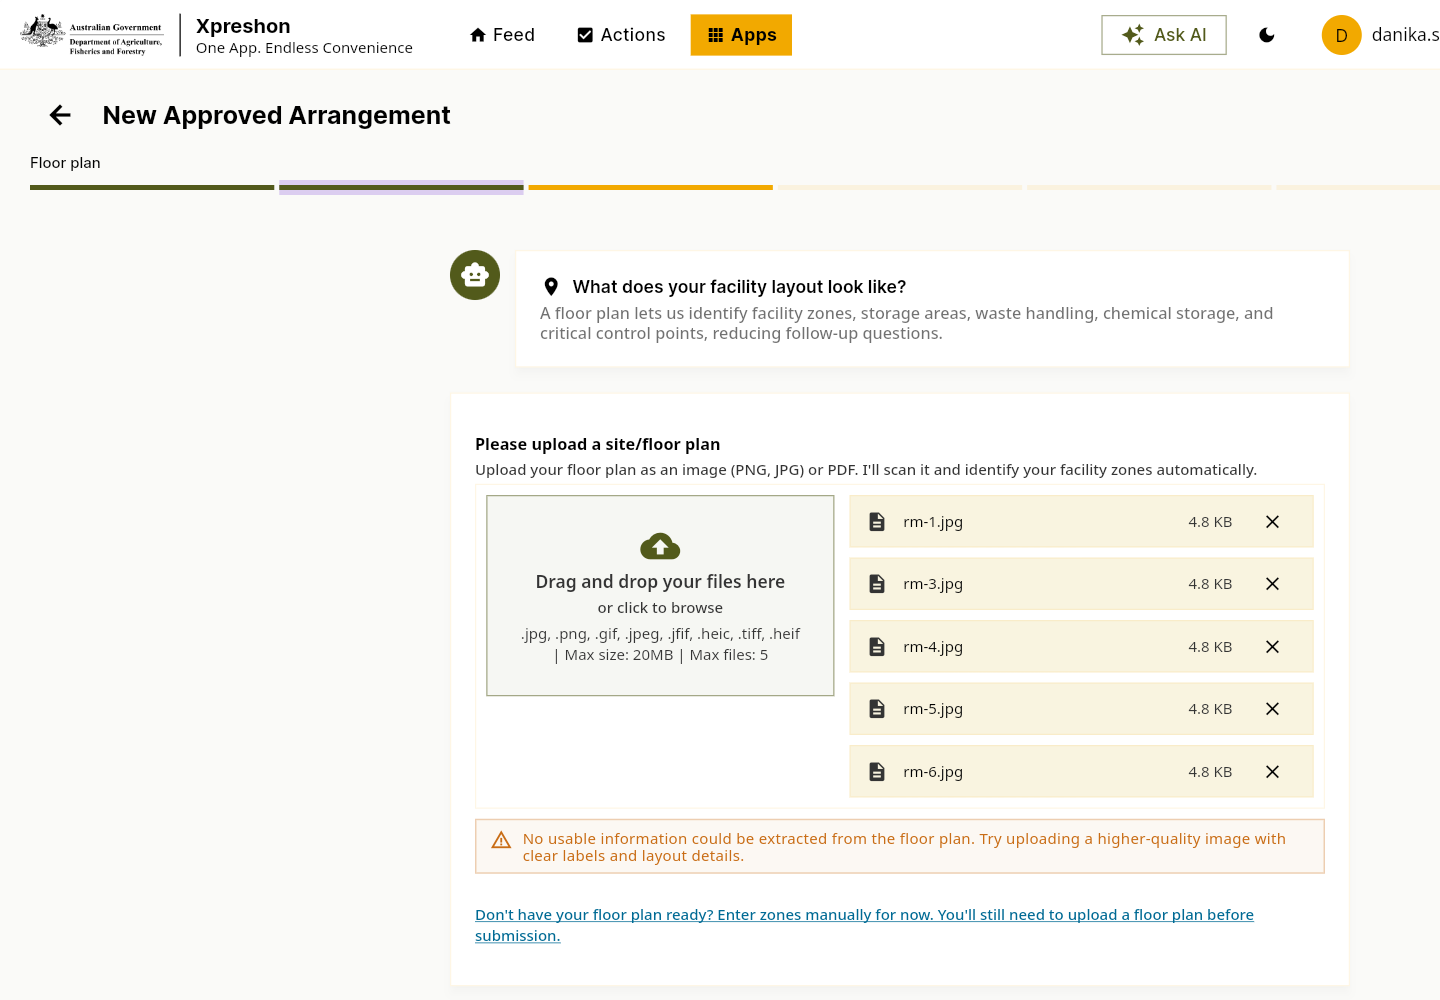 Australian Government
Department of Agriculture,
Fisheries and Forestry
Xpreshon
One App. Endless Convenience
Feed
Actions
Apps
Ask AI
D
danika.s
New Approved Arrangement
Floor plan
What does your facility layout look like?
A floor plan lets us identify facility zones, storage areas, waste handling, chemical storage, and
critical control points, reducing follow-up questions.
Please upload a site/floor plan
Upload your floor plan as an image (PNG, JPG) or PDF. I'll scan it and identify your facility zones automatically.
Drag and drop your files here
or click to browse
.jpg, .png, .gif, .jpeg, .jfif, .heic, .tiff, .heif
| Max size: 20MB | Max files: 5
rm-1.jpg 4.8 KB
rm-3.jpg 4.8 KB
rm-4.jpg 4.8 KB
rm-5.jpg 4.8 KB
rm-6.jpg 4.8 KB
No usable information could be extracted from the floor plan. Try uploading a higher-quality image with
clear labels and layout details.
Don't have your floor plan ready? Enter zones manually for now. You'll still need to upload a floor plan before
submission.